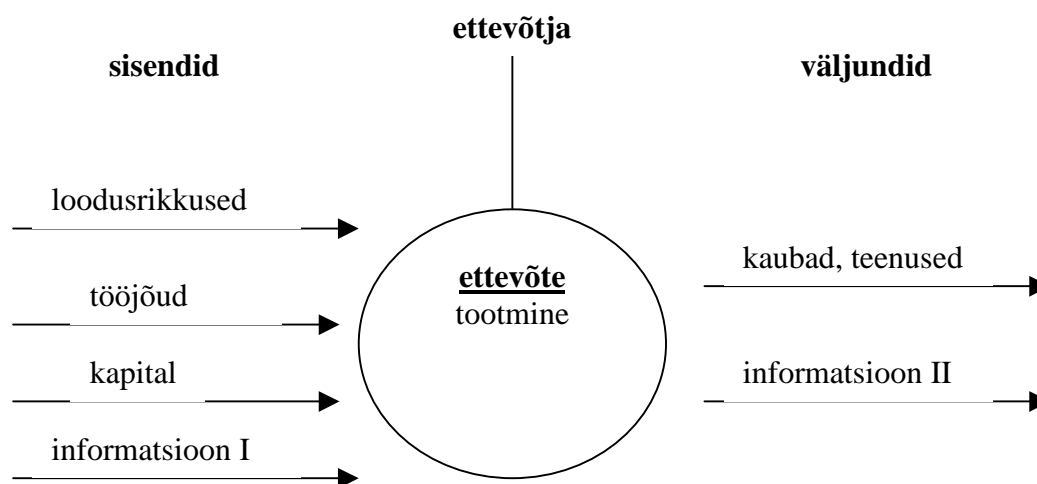 ettevõtja
sisendid
väljundid
loodusrikkused
ettevõte
tootmine
kaubad, teenused
tööjõud
kapital
informatsioon II
informatsioon I